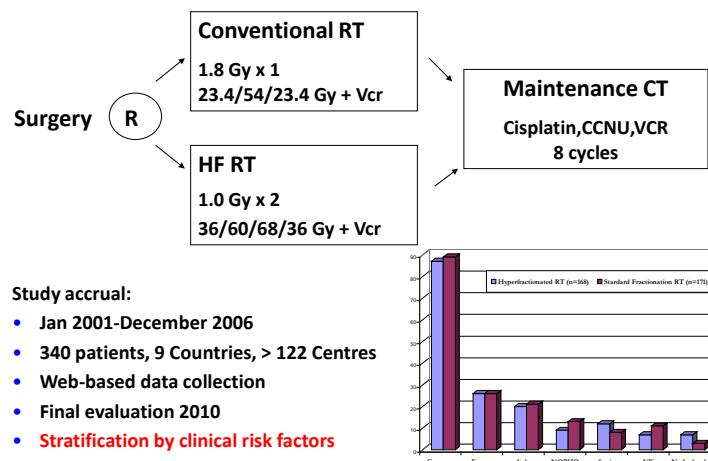 Conventional RT
1.8 Gy x 1
23.4/54/23.4 Gy + Vcr
Surgery
R
Maintenance CT
Cisplatin,CCNU,VCR
8 cycles
HF RT
1.0 Gy x 2
36/60/68/36 Gy + Vcr
Study accrual:
• Jan 2001-December 2006
• 340 patients, 9 Countries, > 122 Centres
• Web-based data collection
• Final evaluation 2010
• Stratification by clinical risk factors
Hyperfractionated RT (n=168) Standard Fractionation RT (n=171)
90
80
70
60
50
40
30
20
10
0